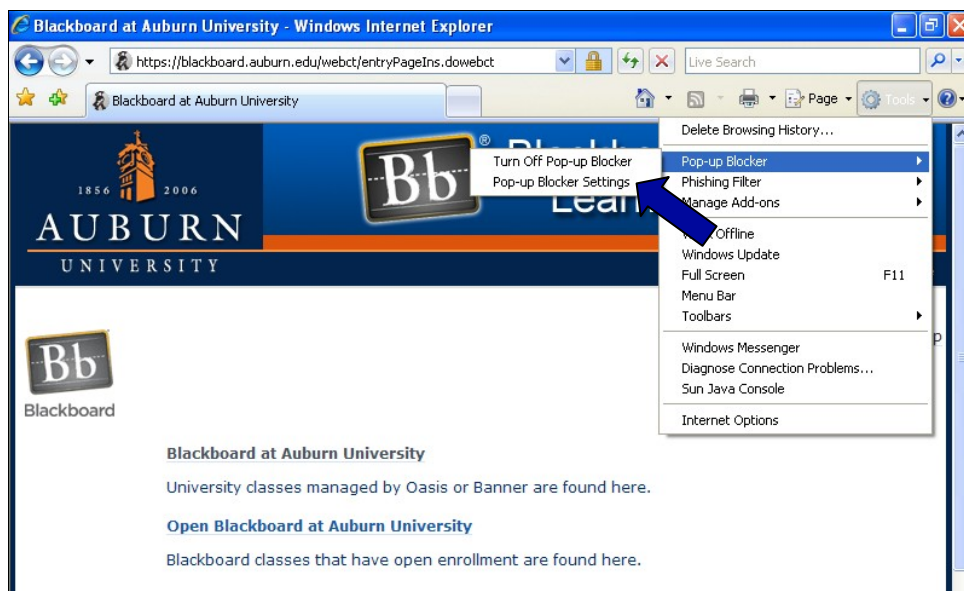 Blackboard at Auburn University - Windows Internet Explorer
https://blackboard.auburn.edu/webct/entryPageIns.dowebct
Live Search
Blackboard at Auburn University
Page
Tools
Delete Browsing History...
Pop-up Blocker
Turn Off Pop-up Blocker
Pop-up Blocker Settings
Phishing Filter
Manage Add-ons
Offline
Windows Update
Full Screen F11
Menu Bar
Toolbars
Windows Messenger
Diagnose Connection Problems...
Sun Java Console
Internet Options
1856 2006
AUBURN
UNIVERSITY
Bb
®
Bb
Blackboard
Blackboard at Auburn University
University classes managed by Oasis or Banner are found here.
Open Blackboard at Auburn University
Blackboard classes that have open enrollment are found here.